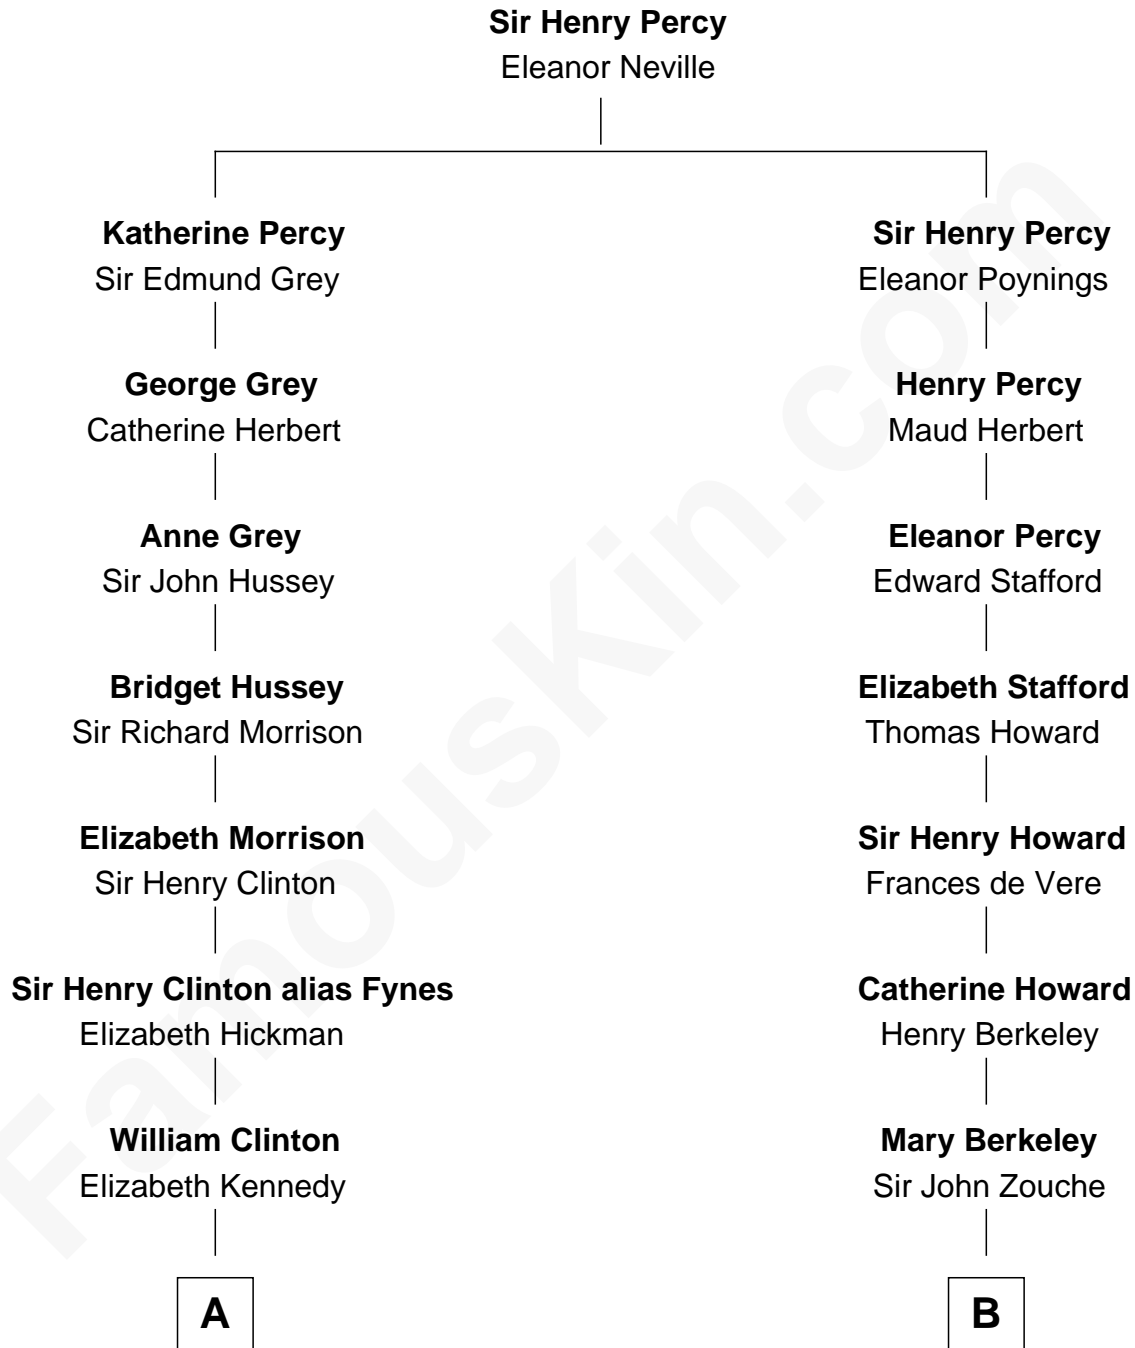 Sir Henry Percy
Eleanor Neville
Katherine Percy
Sir Edmund Grey
George Grey
Catherine Herbert
Anne Grey
Sir John Hussey
Bridget Hussey
Sir Richard Morrison
Elizabeth Morrison
Sir Henry Clinton
Sir Henry Clinton alias Fynes
Elizabeth Hickman
William Clinton
Elizabeth Kennedy
A
Sir Henry Percy
Eleanor Poynings
Henry Percy
Maud Herbert
Eleanor Percy
Edward Stafford
Elizabeth Stafford
Thomas Howard
Sir Henry Howard
Frances de Vere
Catherine Howard
Henry Berkeley
Mary Berkeley
Sir John Zouche
B
FamousKin.com